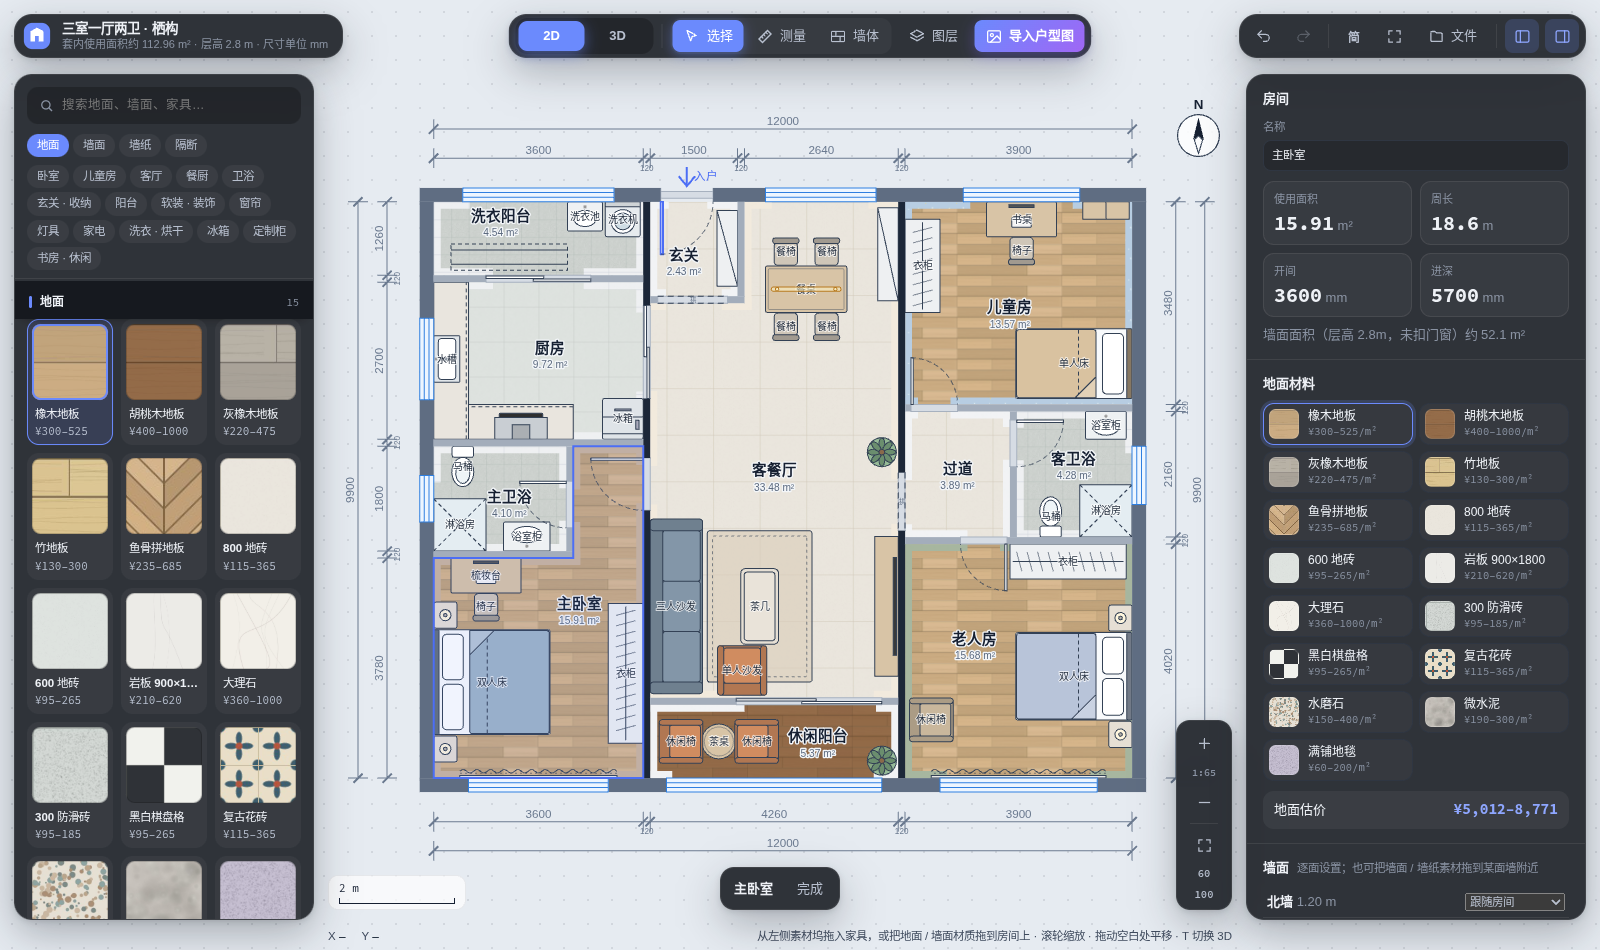 三室一厅两卫 · 栖构
套内使用面积约 112.96 m² · 层高 2.8 m · 尺寸单位 mm
2D
3D
选择
测量
墙体
图层
导入户型图
简
文件
搜索地面、墙面、家具…
地面 墙面 墙纸 隔断
卧室 儿童房 客厅 餐厨 卫浴
玄关 · 收纳 阳台 软装 · 装饰 窗帘
灯具 家电 洗衣 · 烘干 冰箱 定制柜
书房 · 休闲
地面 15
橡木地板 胡桃木地板 灰橡木地板
¥300–525 ¥400–1000 ¥220–475
竹地板 鱼骨拼地板 800 地砖
¥130–300 ¥235–685 ¥115–365
600 地砖 岩板 900×1… 大理石
¥95–265 ¥210–620 ¥360–1000
300 防滑砖 黑白棋盘格 复古花砖
¥95–185 ¥95–265 ¥115–365
N
12000
3600 1500 2640 3900
120 120 120
入户
9900
1260
120
2700
120
1800
120
3780
洗衣阳台
4.54 m²
洗衣池
洗衣机
玄关
2.43 m²
餐椅 餐椅
餐桌
餐椅 餐椅
书桌
椅子
衣柜
儿童房
13.57 m²
单人床
厨房
9.72 m²
水槽
冰箱
马桶
主卫浴
4.10 m²
淋浴房
浴室柜
客餐厅
33.48 m²
过道
3.89 m²
浴室柜
客卫浴
4.28 m²
马桶
淋浴房
梳妆台
椅子
主卧室
15.91 m²
双人床
衣柜
三人沙发
茶几
单人沙发
衣柜
老人房
15.68 m²
双人床
休闲椅
休闲椅 茶桌 休闲椅
休闲阳台
5.37 m²
3480
120
2160
120
4020
9900
3600 4260 3900
120 120
12000
2 m
主卧室 完成
1:65
60
100
X – Y –
从左侧素材坞拖入家具，或把地面 / 墙面材质拖到房间上 · 滚轮缩放 · 拖动空白处平移 · T 切换 3D
房间
名称
主卧室
使用面积 周长
15.91 m² 18.6 m
开间 进深
3600 mm 5700 mm
墙面面积（层高 2.8m，未扣门窗）约 52.1 m²
地面材料
橡木地板 胡桃木地板
¥300–525/m² ¥400–1000/m²
灰橡木地板 竹地板
¥220–475/m² ¥130–300/m²
鱼骨拼地板 800 地砖
¥235–685/m² ¥115–365/m²
600 地砖 岩板 900×1800
¥95–265/m² ¥210–620/m²
大理石 300 防滑砖
¥360–1000/m² ¥95–185/m²
黑白棋盘格 复古花砖
¥95–265/m² ¥115–365/m²
水磨石 微水泥
¥150–400/m² ¥190–300/m²
满铺地毯
¥60–200/m²
地面估价 ¥5,012–8,771
墙面 逐面设置；也可把墙面 / 墙纸素材拖到某面墙附近
北墙 1.20 m 跟随房间